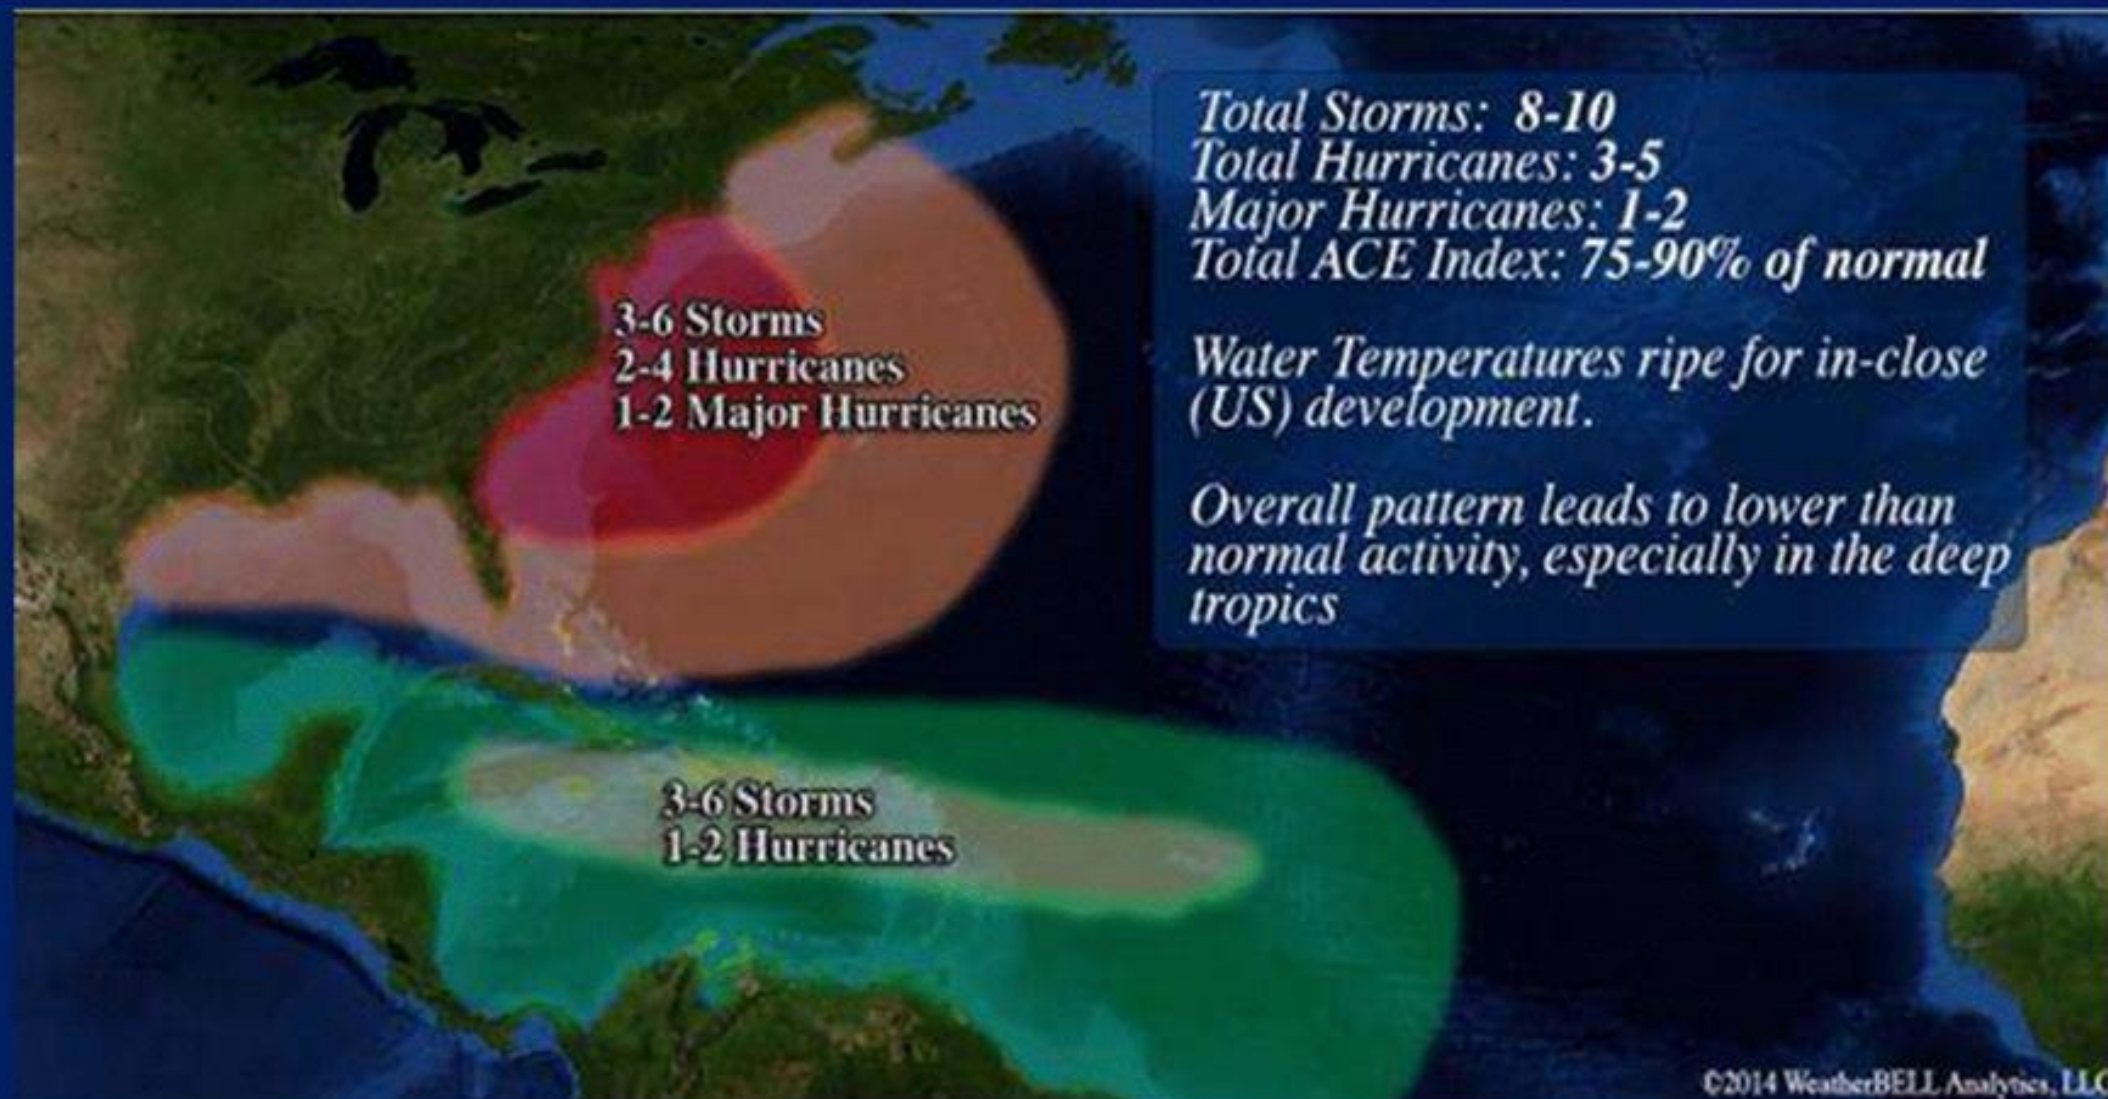 Total Storms: 8-10
Total Hurricanes: 3-5
Major Hurricanes: 1-2
Total ACE Index: 75-90% of normal
Water Temperatures ripe for in-close
(US) development.
Overall pattern leads to lower than
normal activity, especially in the deep
tropics
3-6 Storms
2-4 Hurricanes
1-2 Major Hurricanes
3-6 Storms
1-2 Hurricanes
©2014 WeatherBELL Analytics, LLC